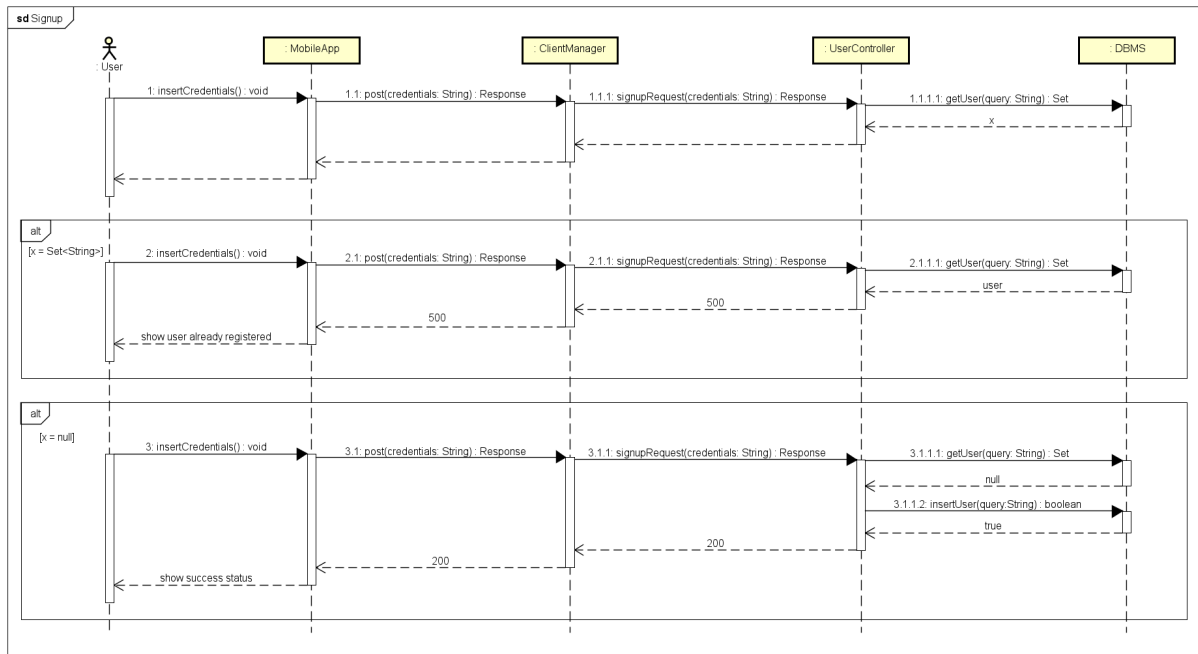 sd Signup
: User
: MobileApp
: ClientManager
: UserController
: DBMS
1: insertCredentials() : void
1.1: post(credentials: String) : Response
1.1.1: signupRequest(credentials: String) : Response
1.1.1.1: getUser(query: String) : Set
x
alt
[x = Set<String>]
2: insertCredentials() : void
2.1: post(credentials: String) : Response
2.1.1: signupRequest(credentials: String) : Response
2.1.1.1: getUser(query: String) : Set
user
500
500
show user already registered
alt
[x = null]
3: insertCredentials() : void
3.1: post(credentials: String) : Response
3.1.1: signupRequest(credentials: String) : Response
3.1.1.1: getUser(query: String) : Set
null
3.1.1.2: insertUser(query:String) : boolean
true
200
200
show success status